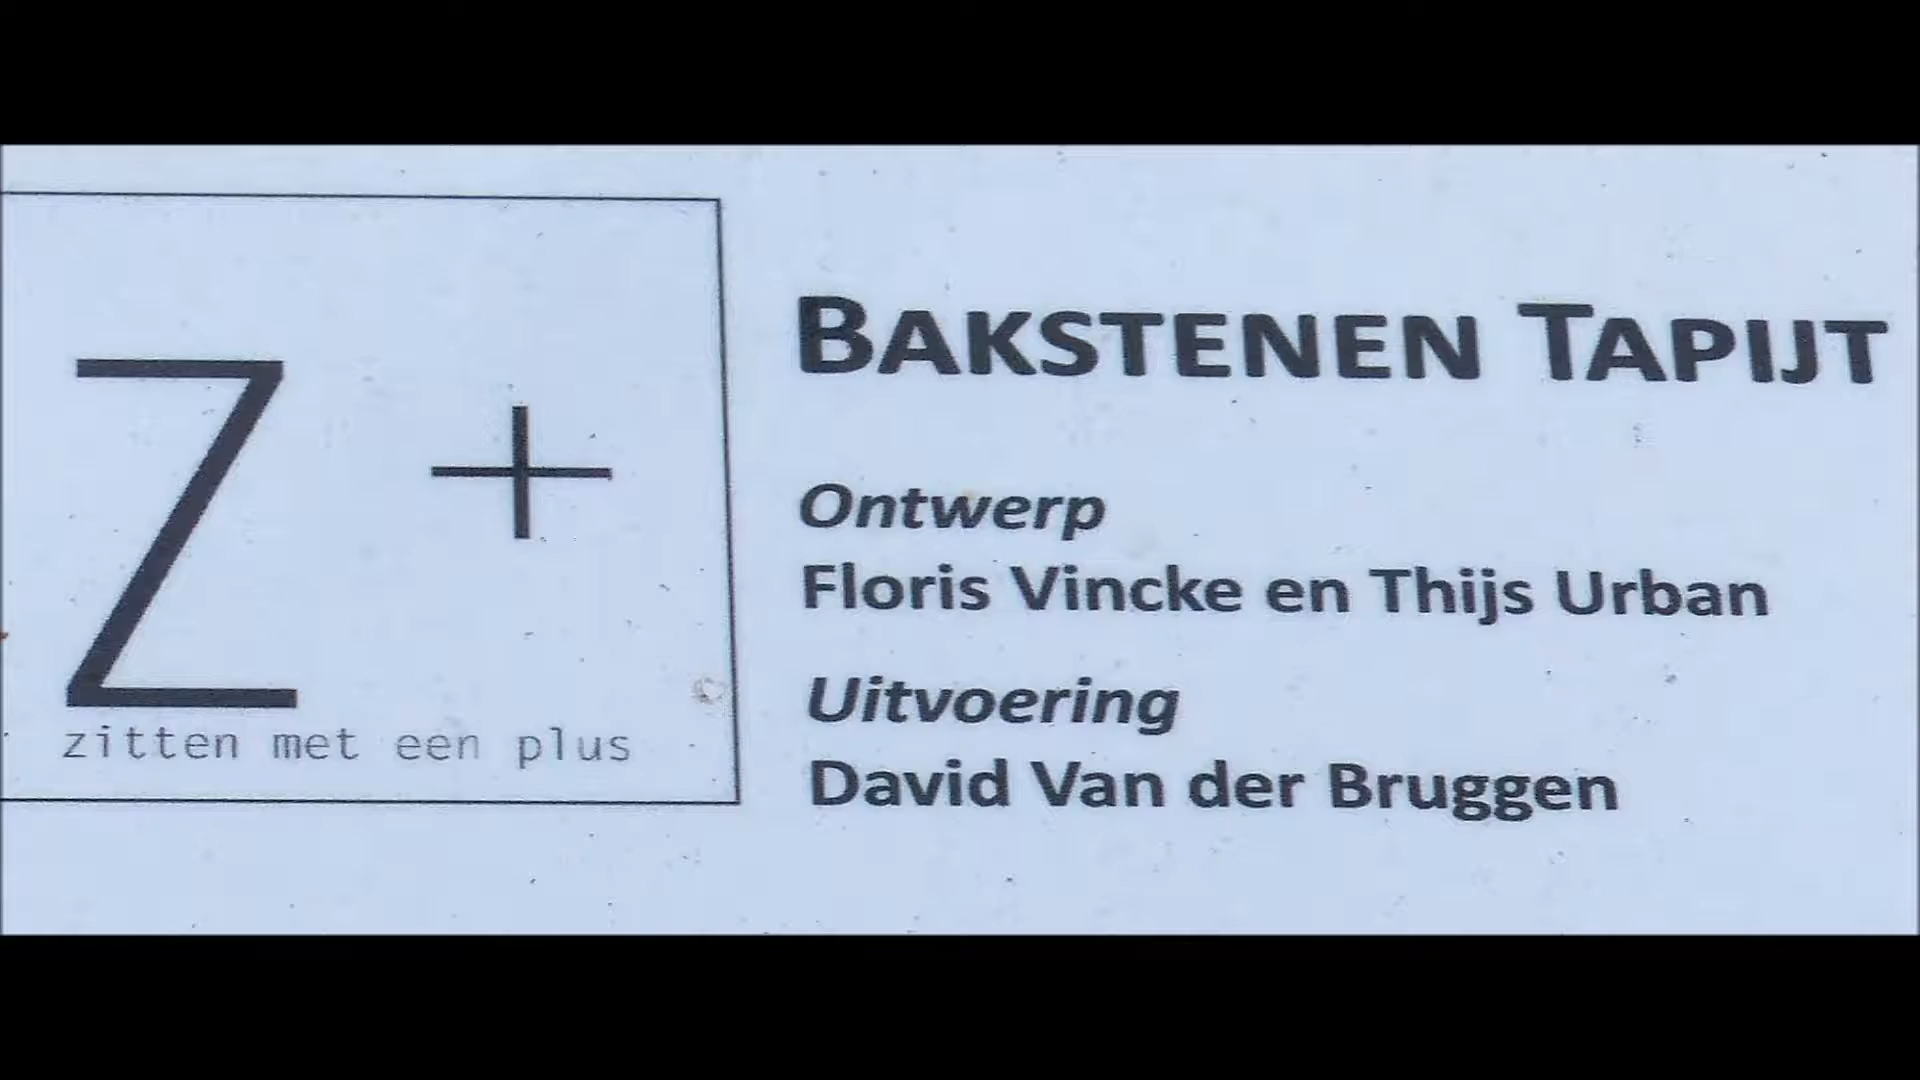 Z +
zitten met een plus
BAKSTENEN TAPIJT
Ontwerp
Floris Vincke en Thijs Urban
Uitvoering
David Van der Bruggen